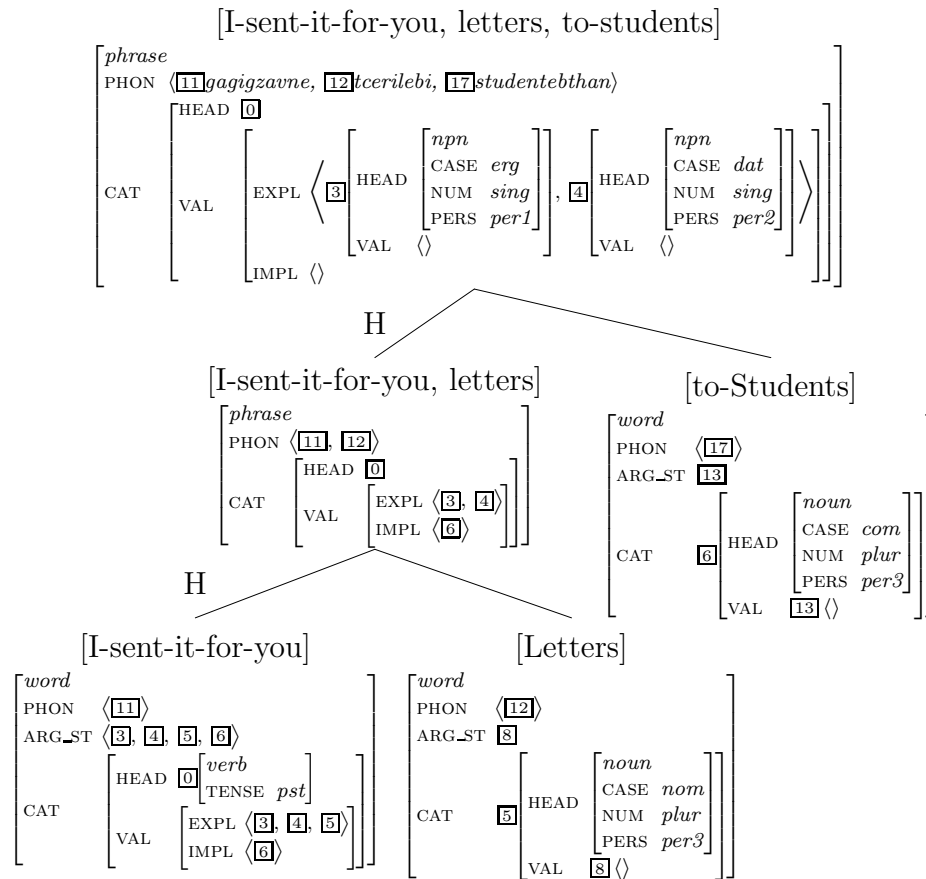 [I-sent-it-for-you, letters, to-students]
phrase
PHON ⟨11 gagigzavne, 12 tcerilebi, 17 studentebthan⟩
HEAD 0
npn npn
CASE erg CASE dat
EXPL ⟨ 3 HEAD NUM sing , 4 HEAD NUM sing ⟩
CAT VAL PERS per1 PERS per2
VAL ⟨⟩ VAL ⟨⟩
IMPL ⟨⟩
H
[I-sent-it-for-you, letters]
phrase
PHON ⟨11, 12⟩
HEAD 0
CAT VAL EXPL ⟨3, 4⟩
IMPL ⟨6⟩
[to-Students]
word
PHON ⟨17⟩
ARG_ST 13
noun
CASE com
CAT 6 HEAD NUM plur
PERS per3
VAL 13 ⟨⟩
H
[I-sent-it-for-you]
word
PHON ⟨11⟩
ARG_ST ⟨3, 4, 5, 6⟩
HEAD 0 verb
TENSE pst
CAT
VAL EXPL ⟨3, 4, 5⟩
IMPL ⟨6⟩
[Letters]
word
PHON ⟨12⟩
ARG_ST 8
noun
CASE nom
CAT 5 HEAD NUM plur
PERS per3
VAL 8 ⟨⟩